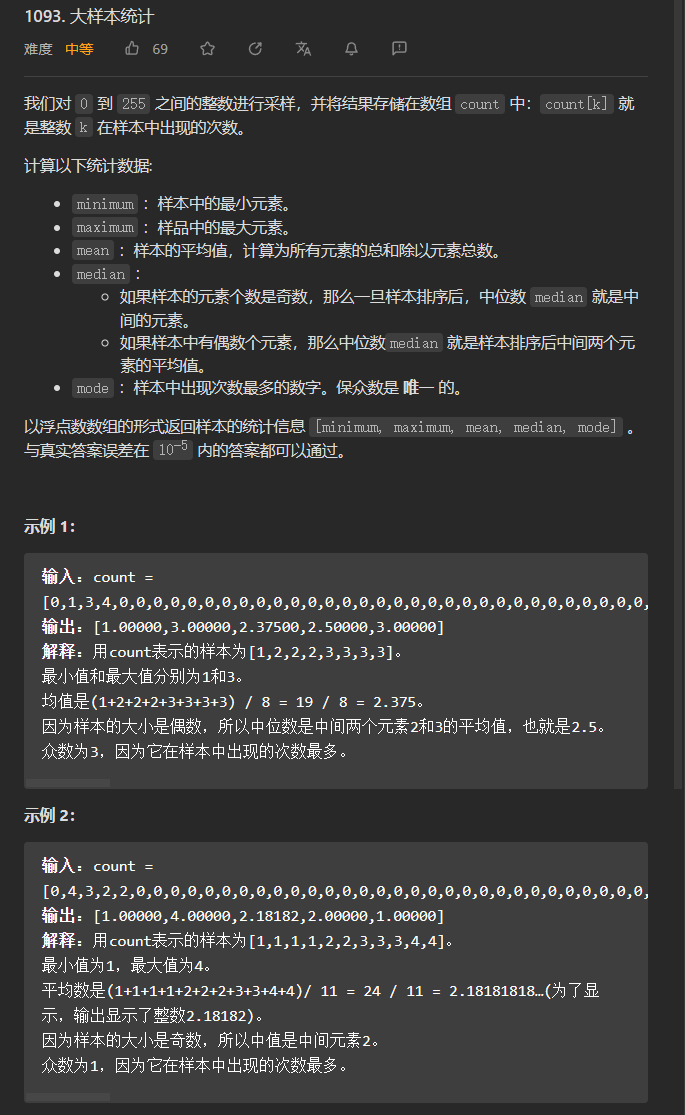 1093. 大样本统计
难度 中等 69
我们对 0 到 255 之间的整数进行采样，并将结果存储在数组 count 中：count[k] 就
是整数 k 在样本中出现的次数。
计算以下统计数据:
• minimum ：样本中的最小元素。
• maximum ：样品中的最大元素。
• mean ：样本的平均值，计算为所有元素的总和除以元素总数。
• median ：
○ 如果样本的元素个数是奇数，那么一旦样本排序后，中位数 median 就是中
间的元素。
○ 如果样本中有偶数个元素，那么中位数median 就是样本排序后中间两个元
素的平均值。
• mode ：样本中出现次数最多的数字。保众数是 唯一 的。
以浮点数数组的形式返回样本的统计信息 [minimum, maximum, mean, median, mode] 。
与真实答案误差在 10⁻⁵ 内的答案都可以通过。
示例 1：
输入：count =
[0,1,3,4,0,0,0,0,0,0,0,0,0,0,0,0,0,0,0,0,0,0,0,0,0,0,0,0,0,0,0,0,0,0,0,
输出：[1.00000,3.00000,2.37500,2.50000,3.00000]
解释：用count表示的样本为[1,2,2,2,3,3,3,3]。
最小值和最大值分别为1和3。
均值是(1+2+2+2+3+3+3+3) / 8 = 19 / 8 = 2.375。
因为样本的大小是偶数，所以中位数是中间两个元素2和3的平均值，也就是2.5。
众数为3，因为它在样本中出现的次数最多。
示例 2：
输入：count =
[0,4,3,2,2,0,0,0,0,0,0,0,0,0,0,0,0,0,0,0,0,0,0,0,0,0,0,0,0,0,0,0,0,0,0,
输出：[1.00000,4.00000,2.18182,2.00000,1.00000]
解释：用count表示的样本为[1,1,1,1,2,2,3,3,3,4,4]。
最小值为1，最大值为4。
平均数是(1+1+1+1+2+2+2+3+3+4+4)/ 11 = 24 / 11 = 2.18181818…(为了显
示，输出显示了整数2.18182)。
因为样本的大小是奇数，所以中值是中间元素2。
众数为1，因为它在样本中出现的次数最多。